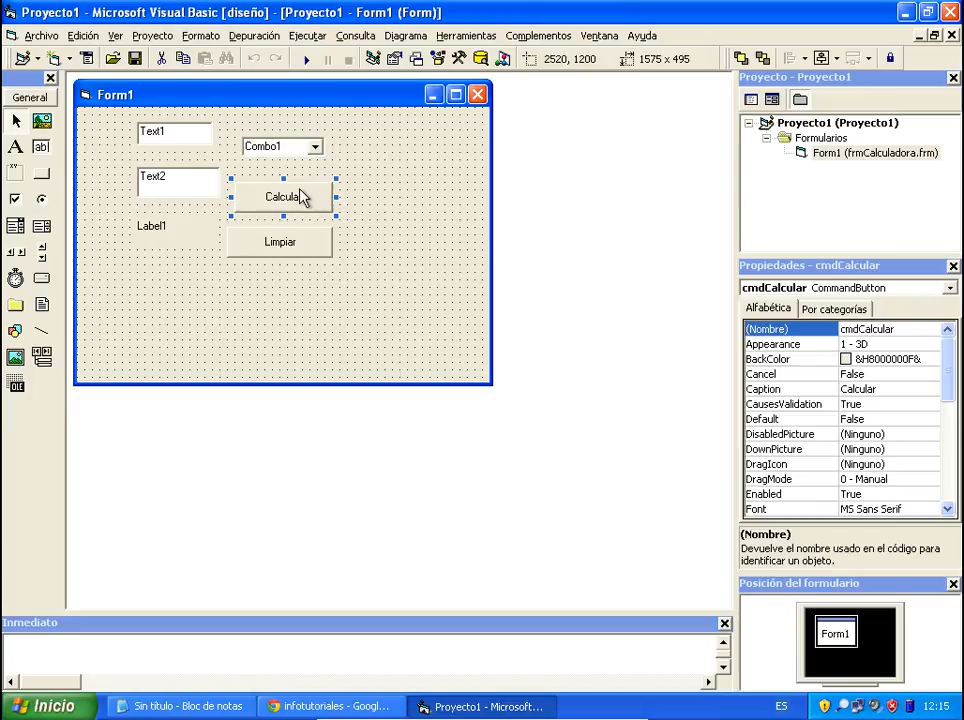 Proyecto1 - Microsoft Visual Basic [diseño] - [Proyecto1 - Form1 (Form)]
Archivo Edición Ver Proyecto Formato Depuración Ejecutar Consulta Diagrama Herramientas Complementos Ventana Ayuda
2520, 1200 1575 x 495
General
Form1
Text1
Combo1
Text2
Calcula
Label1
Limpiar
Proyecto - Proyecto1
Proyecto1 (Proyecto1)
Formularios
Form1 (frmCalculadora.frm)
Propiedades - cmdCalcular
cmdCalcular CommandButton
Alfabética Por categorías
(Nombre) cmdCalcular
Appearance 1 - 3D
BackColor &H8000000F&
Cancel False
Caption Calcular
CausesValidation True
Default False
DisabledPicture (Ninguno)
DownPicture (Ninguno)
DragIcon (Ninguno)
DragMode 0 - Manual
Enabled True
Font MS Sans Serif
(Nombre)
Devuelve el nombre usado en el código para
identificar un objeto.
Posición del formulario
Form1
Inmediato
Inicio Sin título - Bloc de notas infotutoriales - Googl... Proyecto1 - Microsoft... ES 12:15